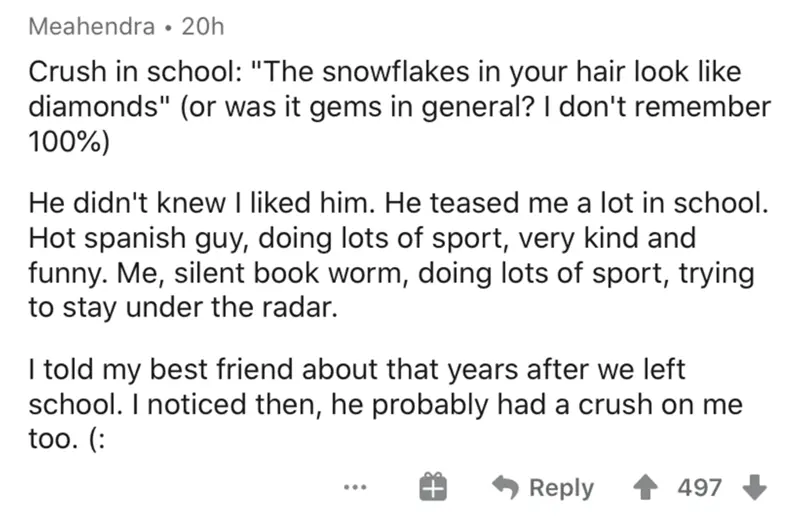 Meahendra • 20h
Crush in school: "The snowflakes in your hair look like
diamonds" (or was it gems in general? I don't remember
100%)
He didn't knew I liked him. He teased me a lot in school.
Hot spanish guy, doing lots of sport, very kind and
funny. Me, silent book worm, doing lots of sport, trying
to stay under the radar.
I told my best friend about that years after we left
school. I noticed then, he probably had a crush on me
too. (:
... Reply 497